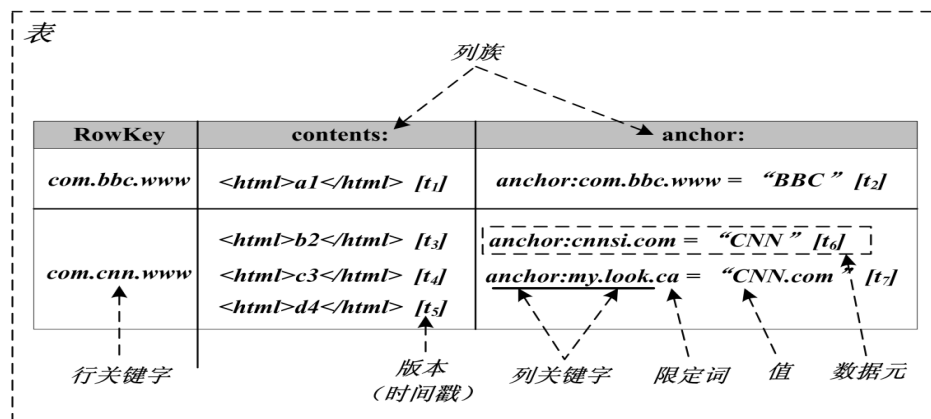 表
列族
RowKey contents: anchor:
com.bbc.www <html>a1</html> [t₁] anchor:com.bbc.www = “BBC” [t₂]
<html>b2</html> [t₃] anchor:cnnsi.com = “CNN” [t₆]
com.cnn.www <html>c3</html> [t₄] anchor:my.look.ca = “CNN.com” [t₇]
<html>d4</html> [t₅]
行关键字 版本 列关键字 限定词 值 数据元
（时间戳）